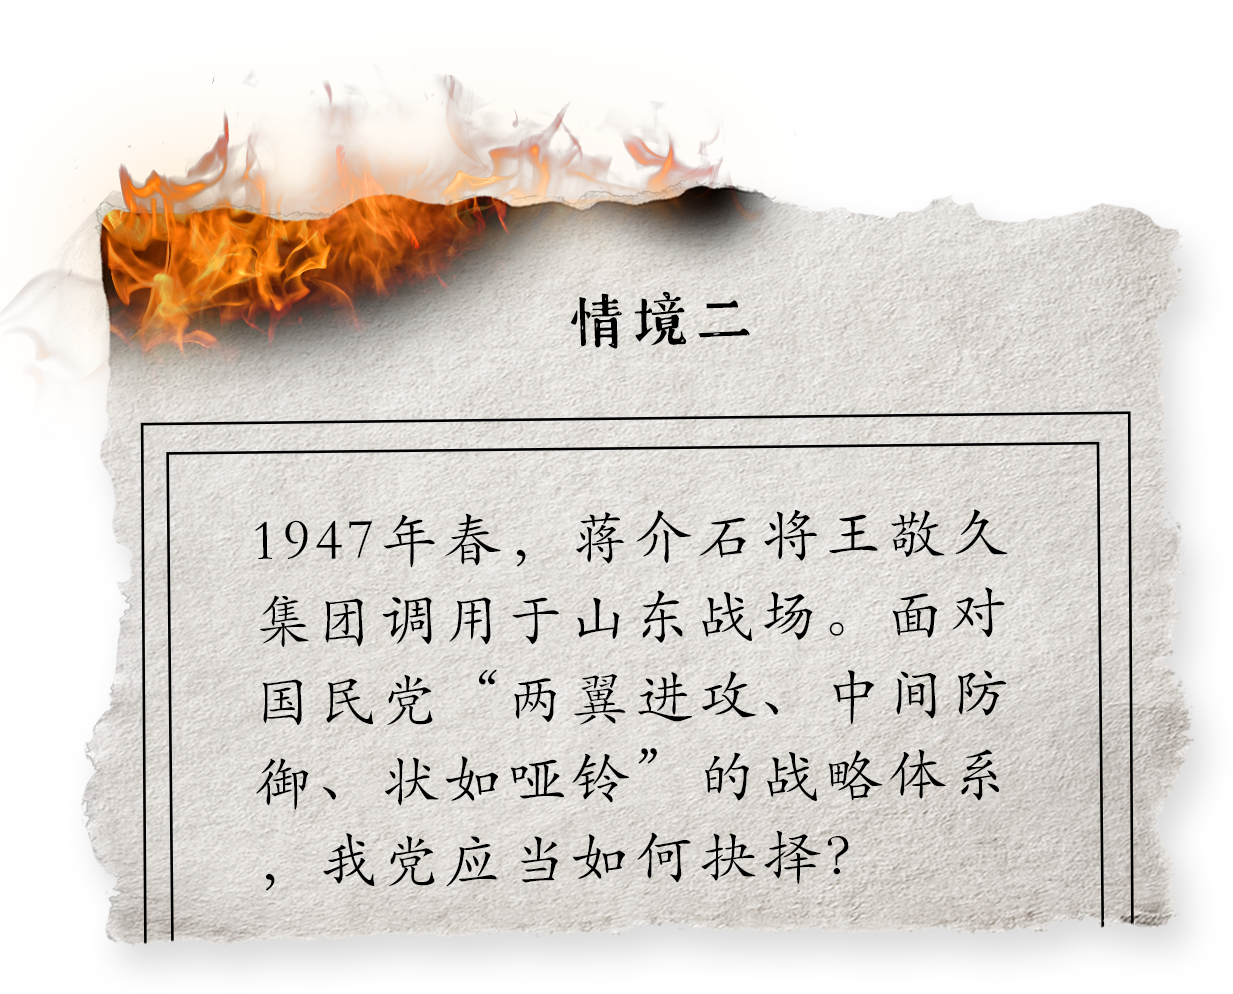 情境二
1947年春，蒋介石将王敬久
集团调用于山东战场。面对
国民党“两翼进攻、中间防
御、状如哑铃”的战略体系
，我党应当如何抉择?